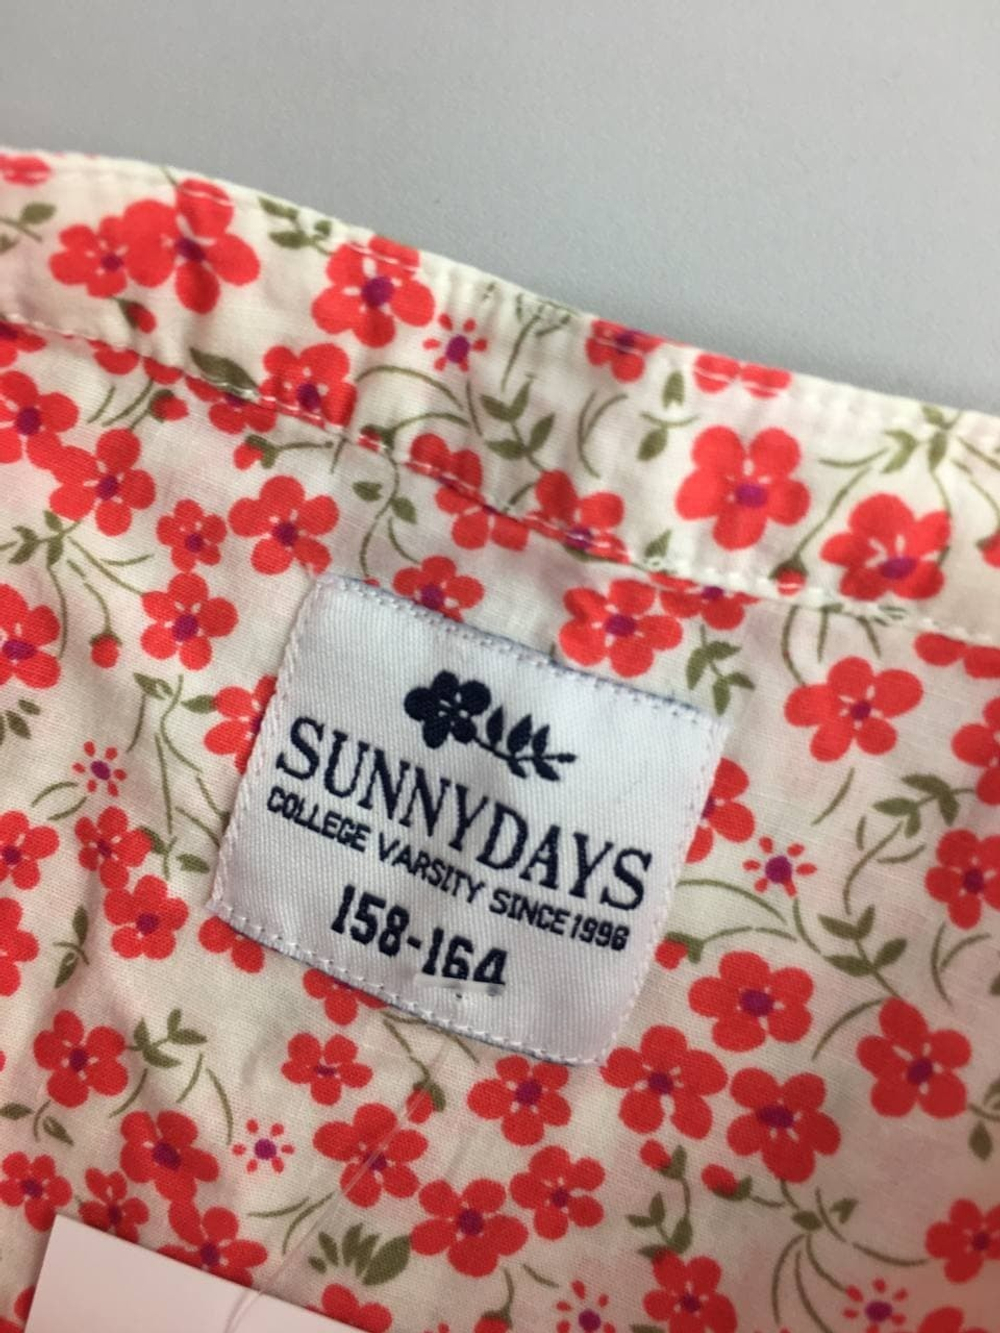 SUNNYDAYS
COLLEGE VARSITY SINCE 1996
158-164